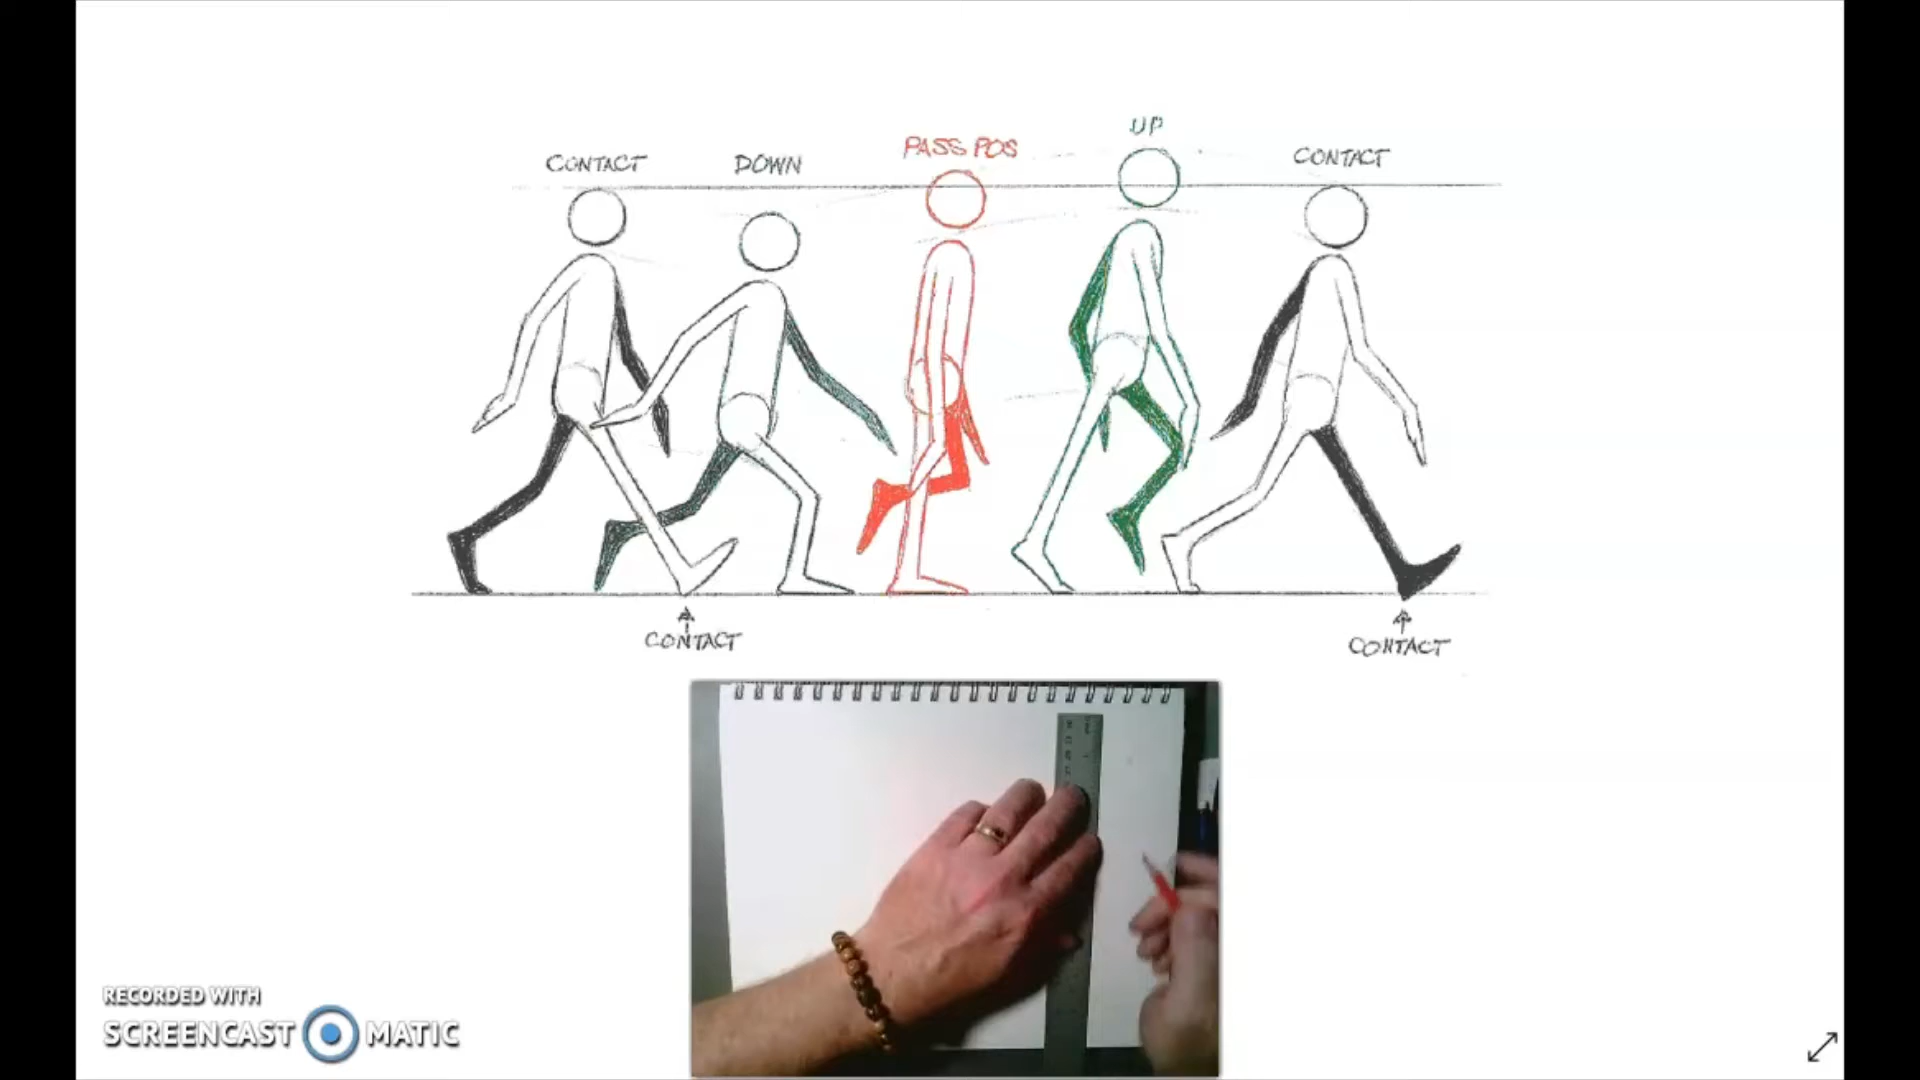 UP
PASS POS
CONTACT
DOWN
CONTACT
CONTACT
CONTACT
RECORDED WITH
SCREENCAST MATIC